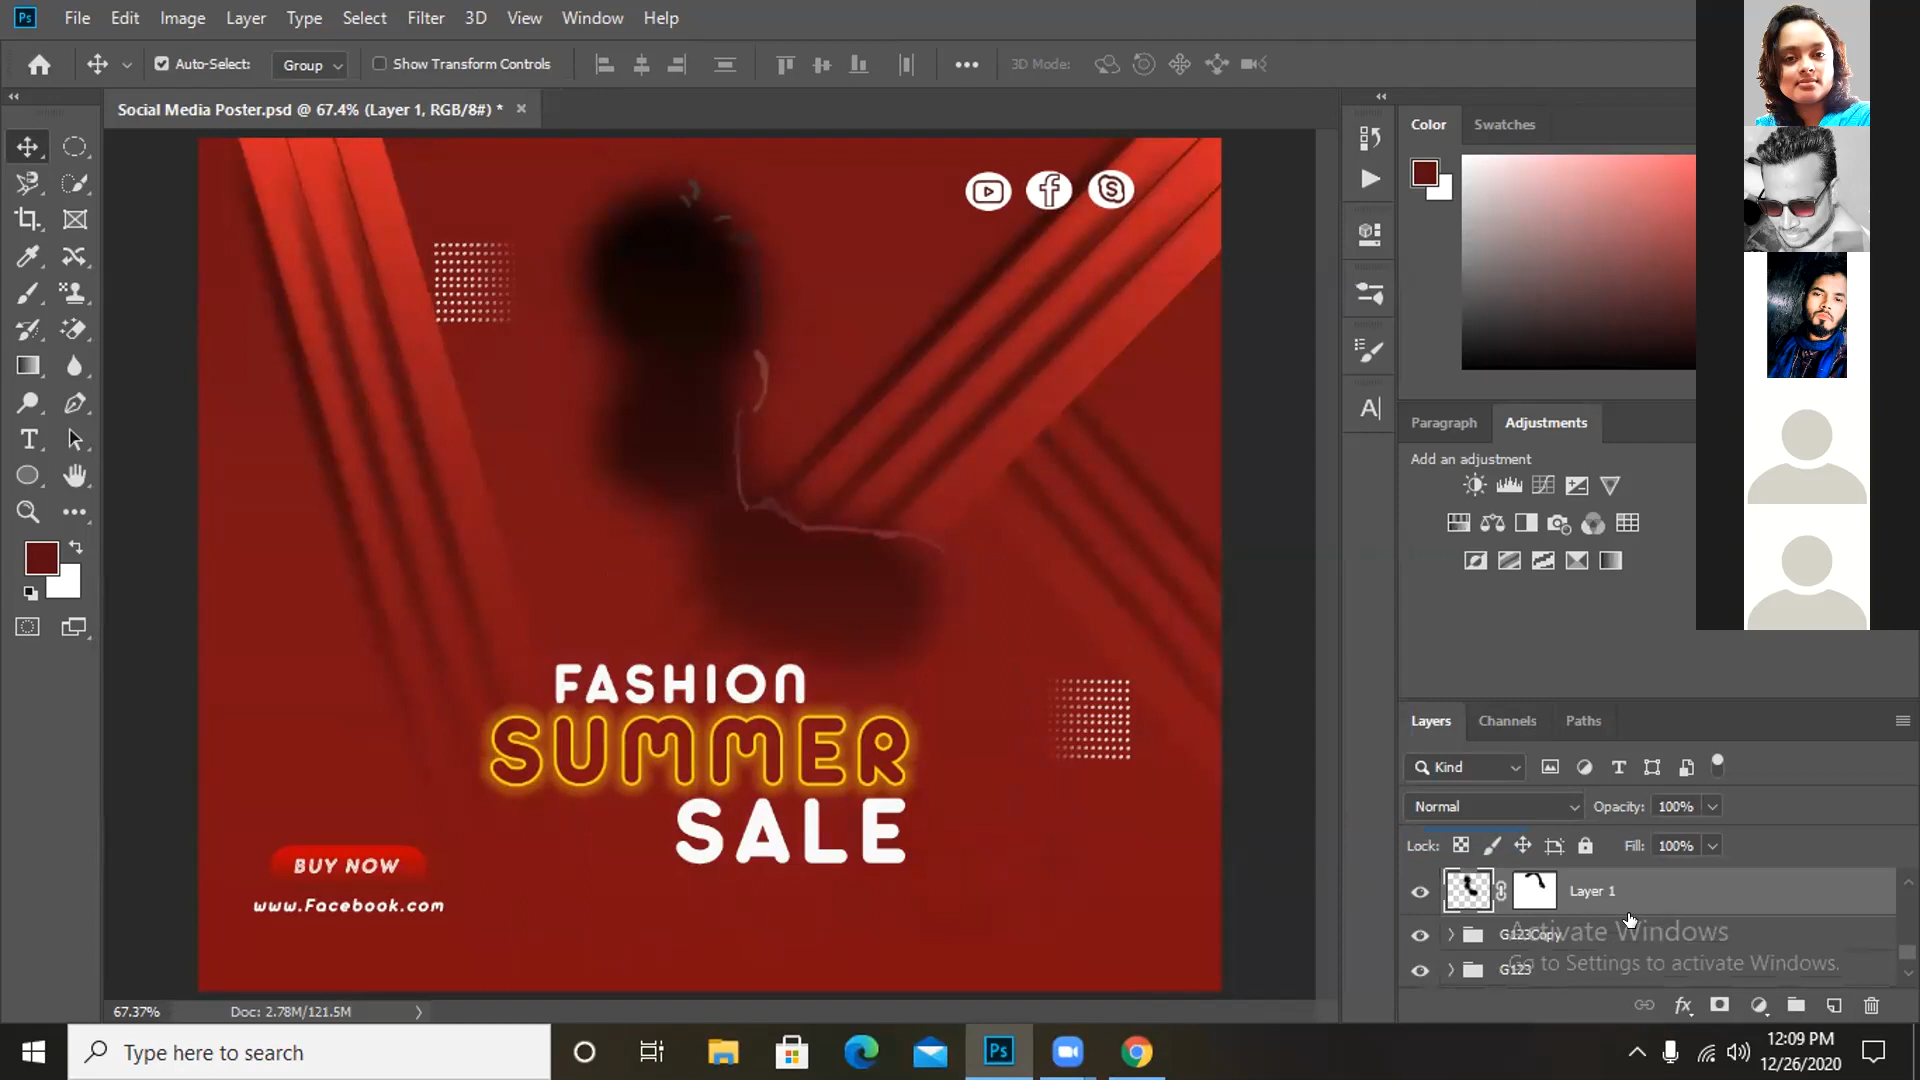 Ps File Edit Image Layer Type Select Filter 3D View Window Help
Auto-Select: Group Show Transform Controls 3D Mode:
Social Media Poster.psd @ 67.4% (Layer 1, RGB/8#) * ×
FASHION
SUMMER
SALE
BUY NOW
www.Facebook.com
Color Swatches
Paragraph Adjustments
Add an adjustment
Layers Channels Paths
Kind
Normal Opacity: 100%
Lock: Fill: 100%
Layer 1
G123Copy
G123
Activate Windows
Go to Settings to activate Windows.
67.37% Doc: 2.78M/121.5M
Type here to search
Ps
12:09 PM
12/26/2020